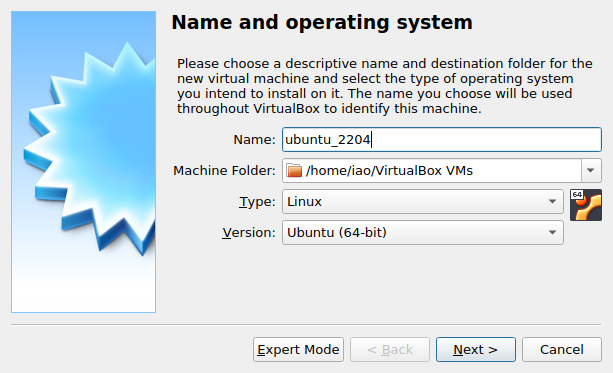 Name and operating system
Please choose a descriptive name and destination folder for the
new virtual machine and select the type of operating system
you intend to install on it. The name you choose will be used
throughout VirtualBox to identify this machine.
Name: ubuntu_2204
Machine Folder: /home/iao/VirtualBox VMs
Type: Linux
64
Version: Ubuntu (64-bit)
Expert Mode < Back Next > Cancel